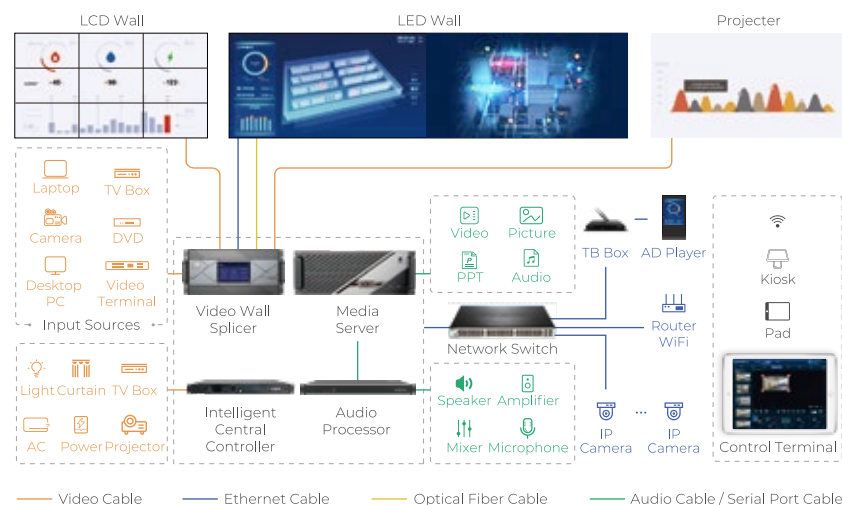 LCD Wall
LED Wall
Projecter
-45-
-98-
-123-
Laptop
TV Box
Camera
DVD
Desktop
PC
Video
Terminal
Input Sources
Video Wall
Splicer
Media
Server
Video
Picture
PPT
Audio
TB Box
AD Player
Kiosk
Pad
Control Terminal
Network Switch
Router
WiFi
Light
Curtain
TV Box
AC
Power
Projector
Intelligent
Central
Controller
Audio
Processor
Speaker
Amplifier
Mixer
Microphone
IP
Camera
...
IP
Camera
Video Cable
Ethernet Cable
Optical Fiber Cable
Audio Cable / Serial Port Cable